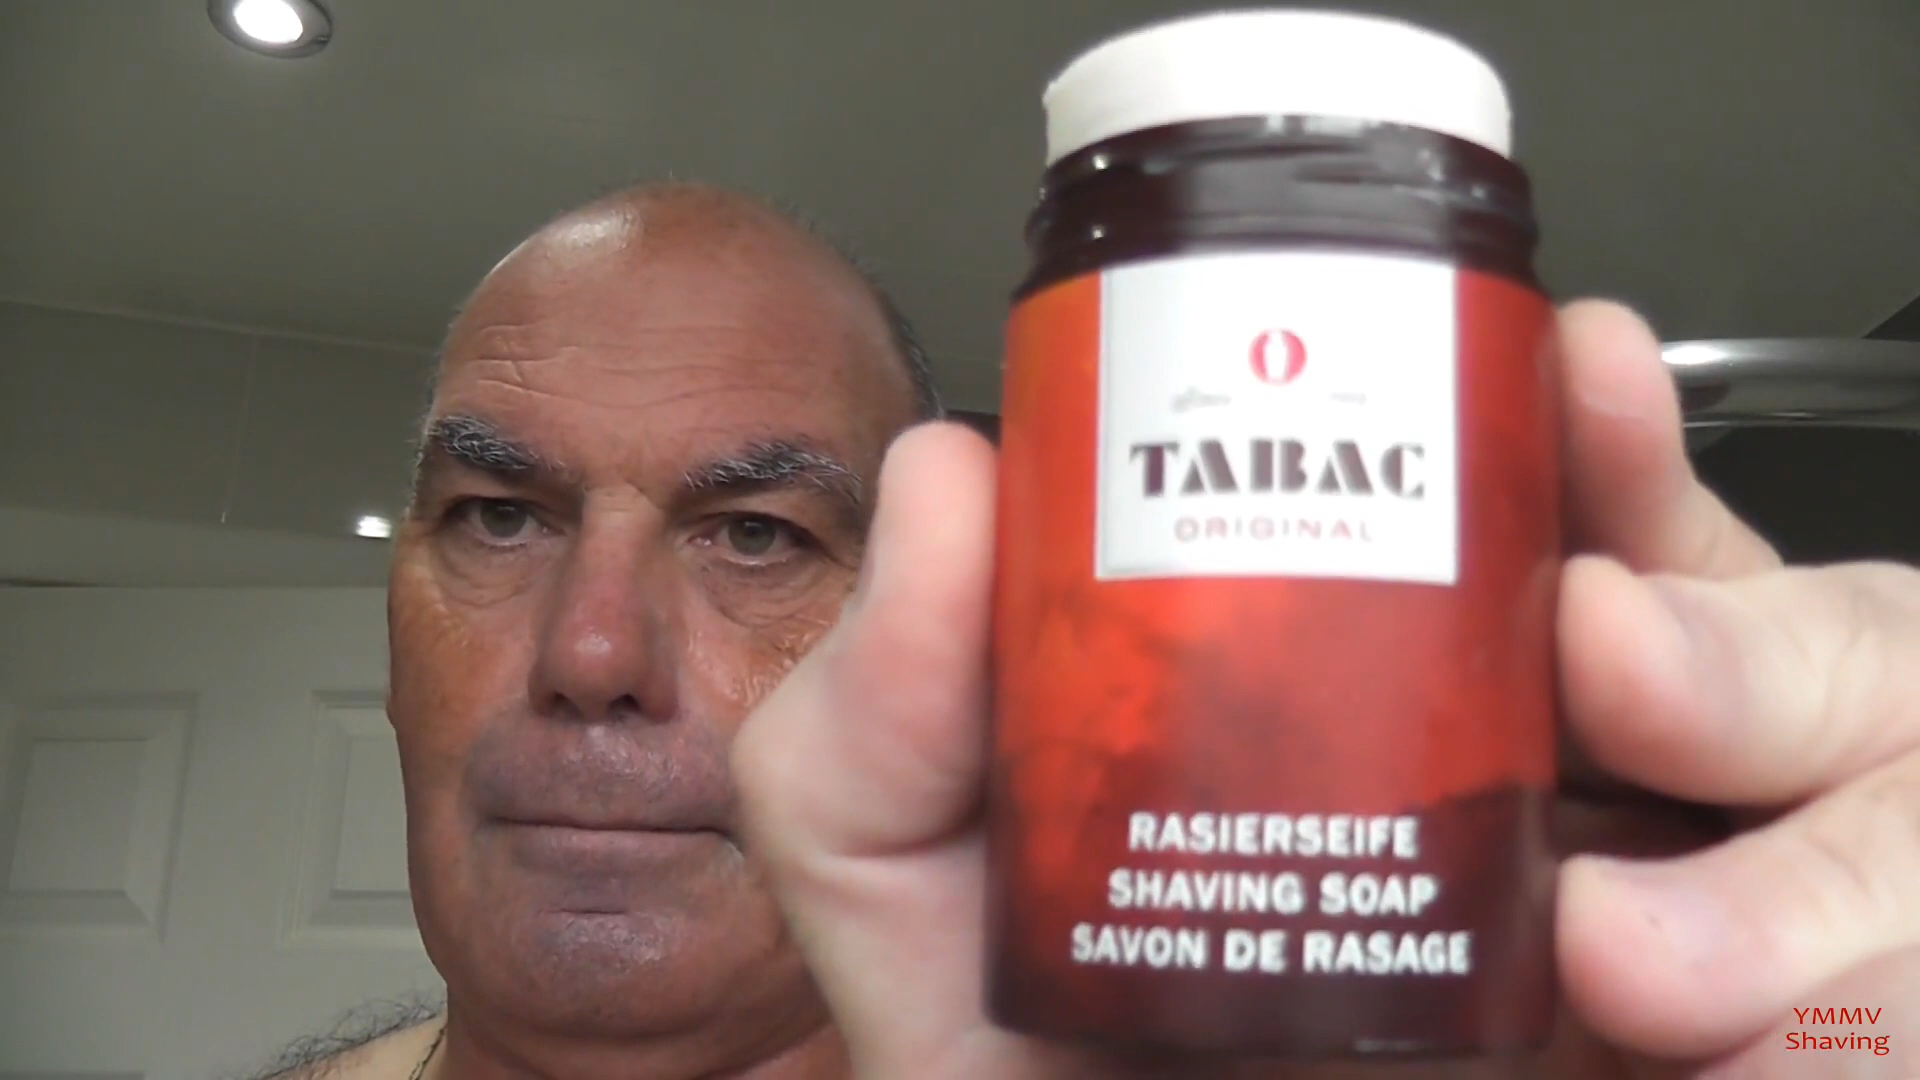 TABAC
ORIGINAL
RASIERSEIFE
SHAVING SOAP
SAVON DE RASAGE
YMMV
Shaving